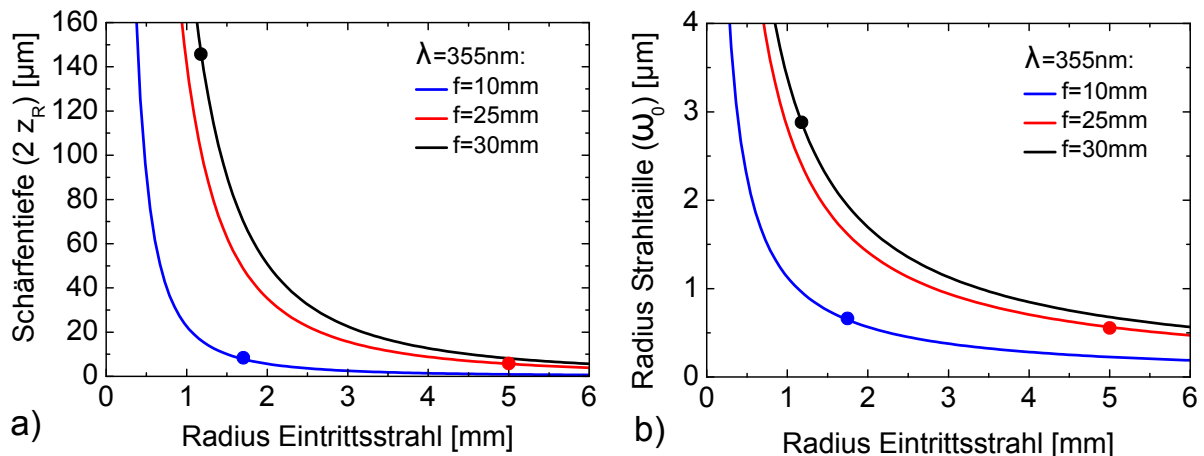 Schärfentiefe (2 z_R) [µm]
160
140
120
100
80
60
40
20
0
0 1 2 3 4 5 6
Radius Eintrittsstrahl [mm]
λ=355nm:
f=10mm
f=25mm
f=30mm
a)
Radius Strahltaille (ω_0) [µm]
4
3
2
1
0
0 1 2 3 4 5 6
Radius Eintrittsstrahl [mm]
λ=355nm:
f=10mm
f=25mm
f=30mm
b)